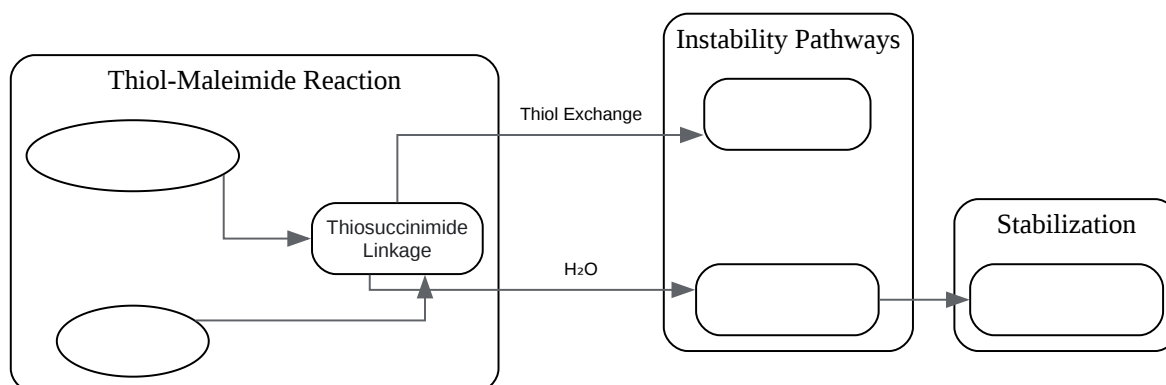 Thiol-Maleimide Reaction
Thiosuccinimide
Linkage
Thiol Exchange
H₂O
Instability Pathways
Stabilization